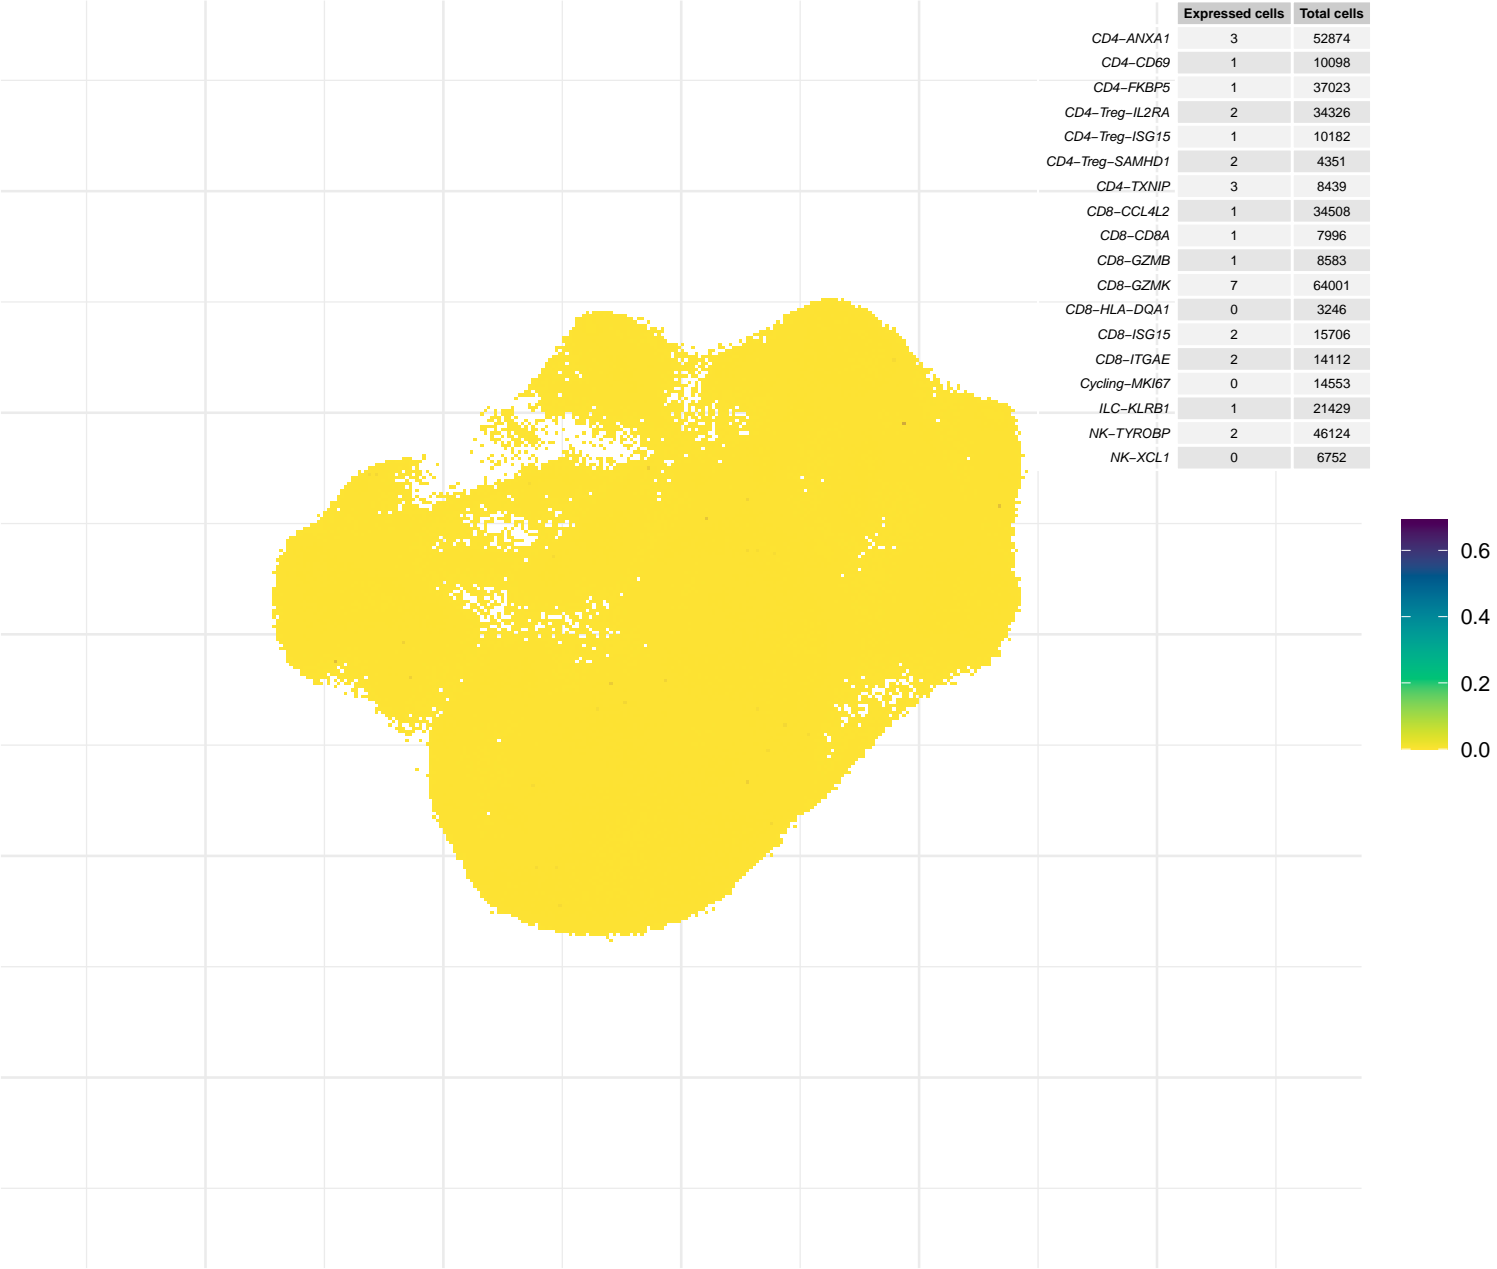 Expressed cells Total cells
CD4−ANXA1 3 52874
CD4−CD69 1 10098
CD4−FKBP5 1 37023
CD4−Treg−IL2RA 2 34326
CD4−Treg−ISG15 1 10182
CD4−Treg−SAMHD1 2 4351
CD4−TXNIP 3 8439
CD8−CCL4L2 1 34508
CD8−CD8A 1 7996
CD8−GZMB 1 8583
CD8−GZMK 7 64001
CD8−HLA−DQA1 0 3246
CD8−ISG15 2 15706
CD8−ITGAE 2 14112
Cycling−MKI67 0 14553
ILC−KLRB1 1 21429
NK−TYROBP 2 46124
NK−XCL1 0 6752
0.6
0.4
0.2
0.0